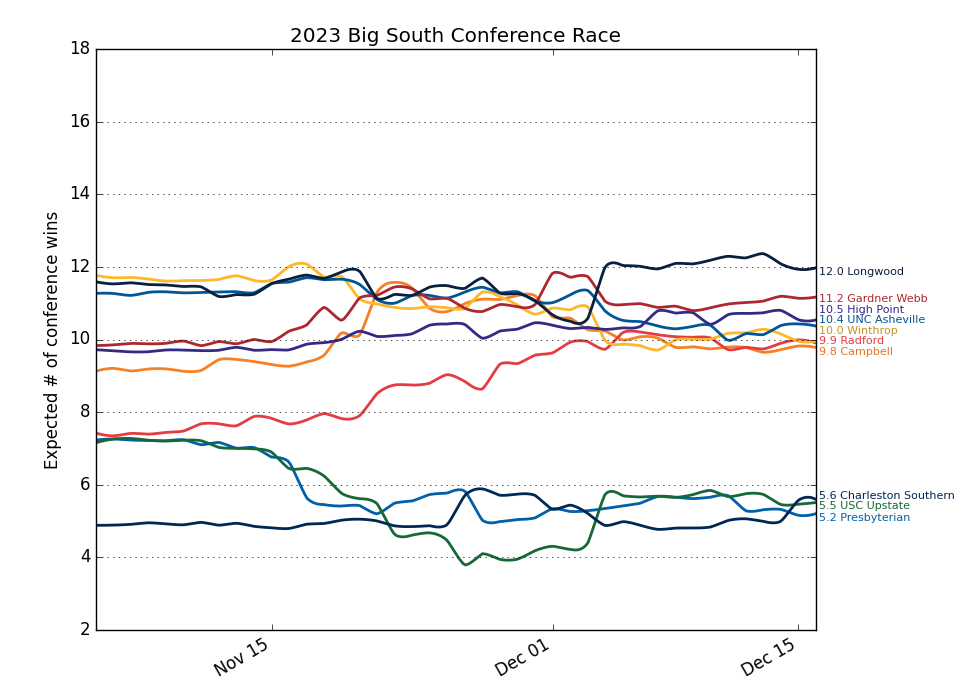 2023 Big South Conference Race
Expected # of conference wins
18
16
14
12
10
8
6
4
2
Nov 15
Dec 01
Dec 15
12.0 Longwood
11.2 Gardner Webb
10.5 High Point
10.4 UNC Asheville
10.0 Winthrop
9.9 Radford
9.8 Campbell
5.6 Charleston Southern
5.5 USC Upstate
5.2 Presbyterian